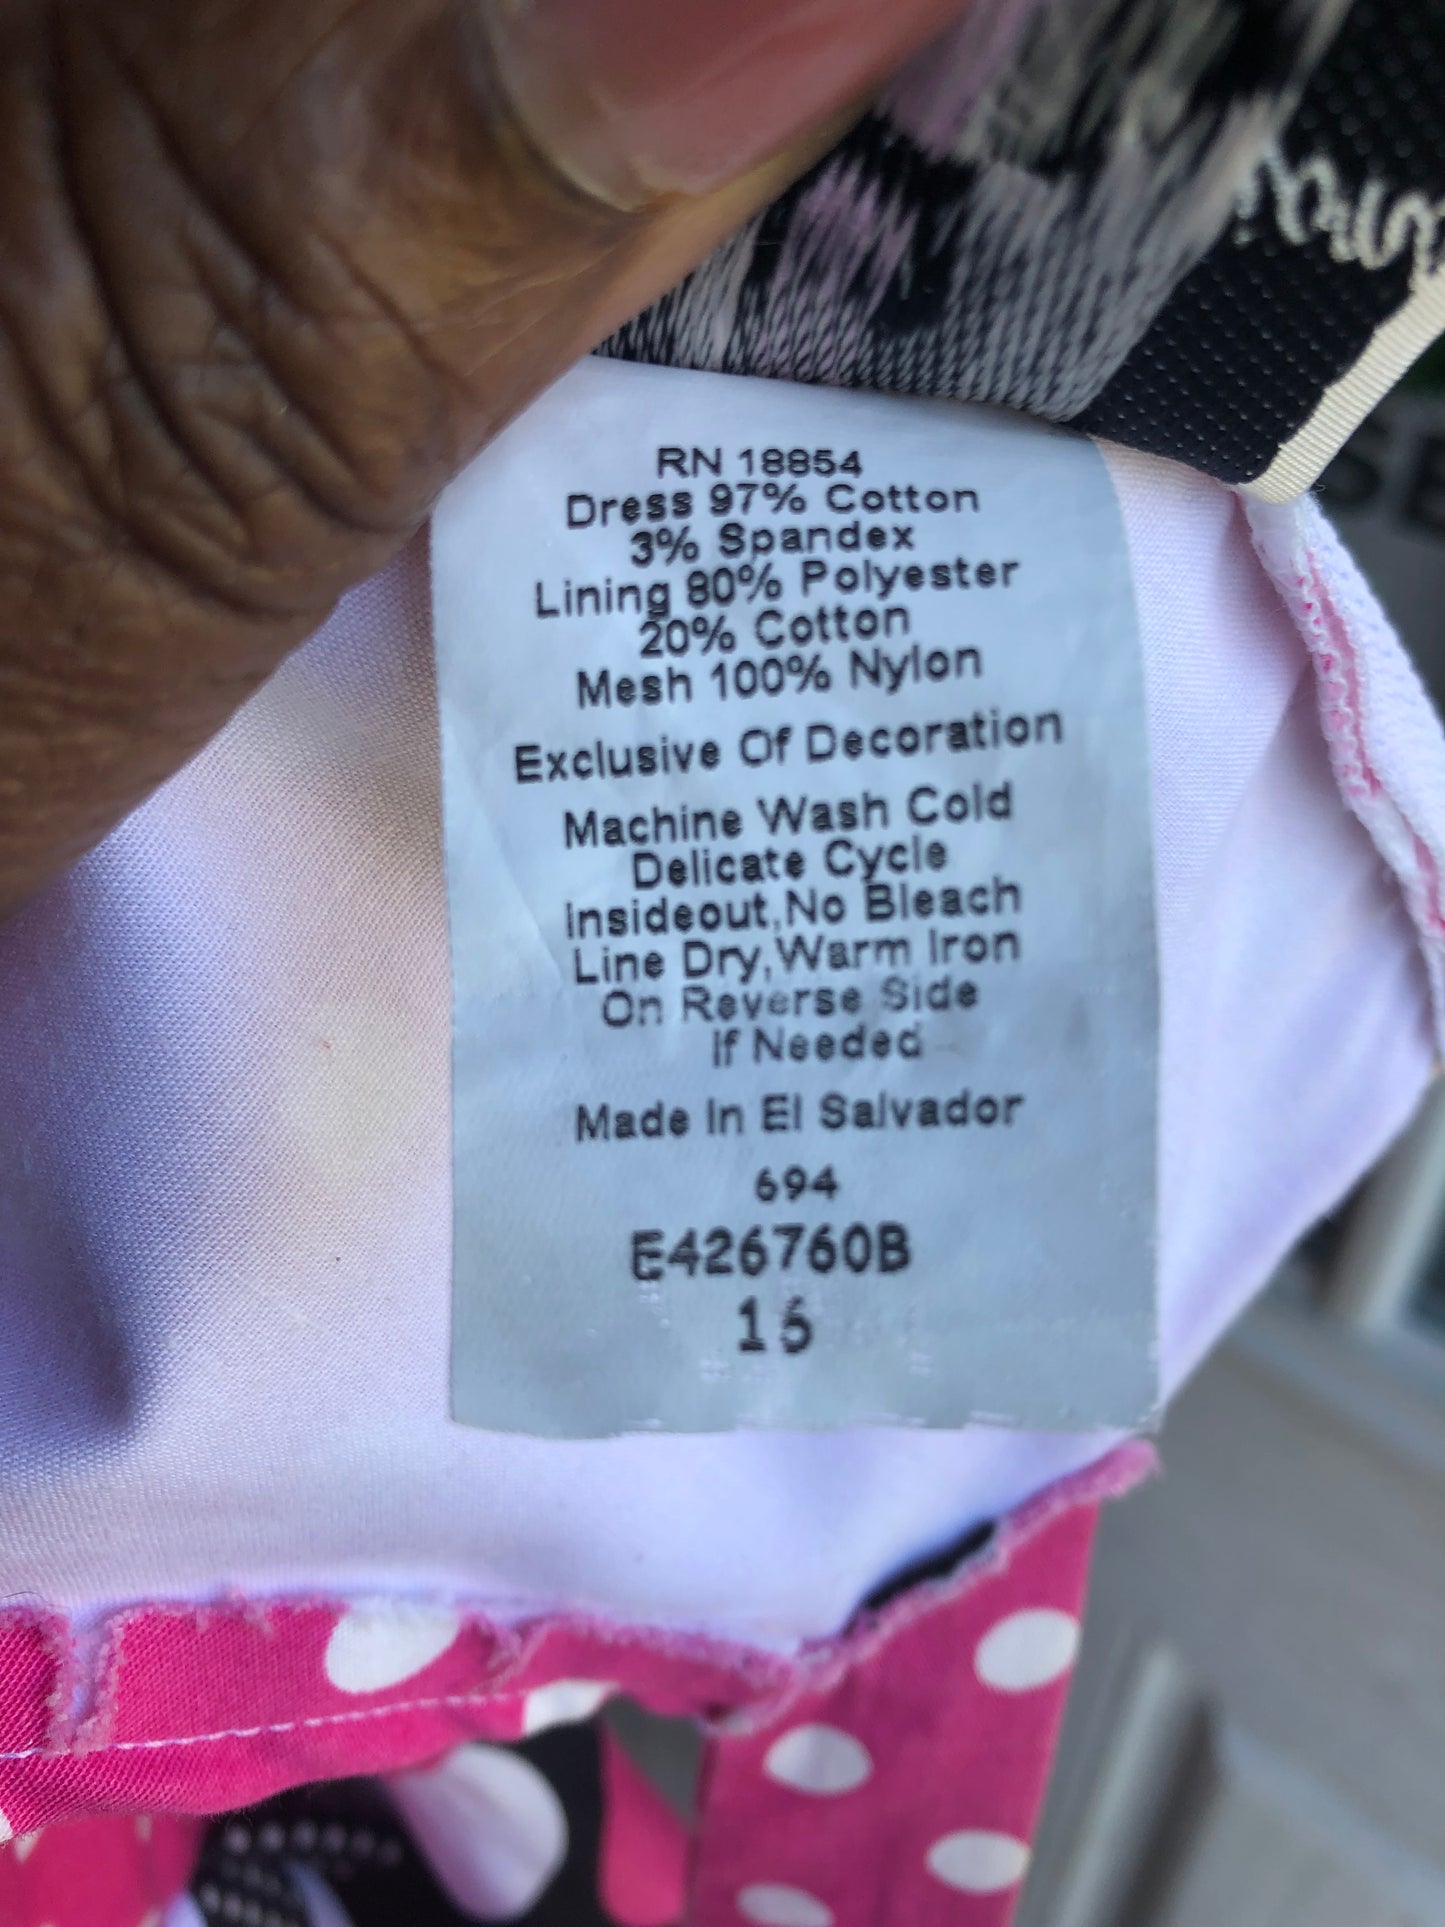 RN 18854
Dress 97% Cotton
3% Spandex
Lining 80% Polyester
20% Cotton
Mesh 100% Nylon
Exclusive Of Decoration
Machine Wash Cold
Delicate Cycle
Insideout,No Bleach
Line Dry,Warm Iron
On Reverse Side
If Needed
Made In El Salvador
694
E426760B
16